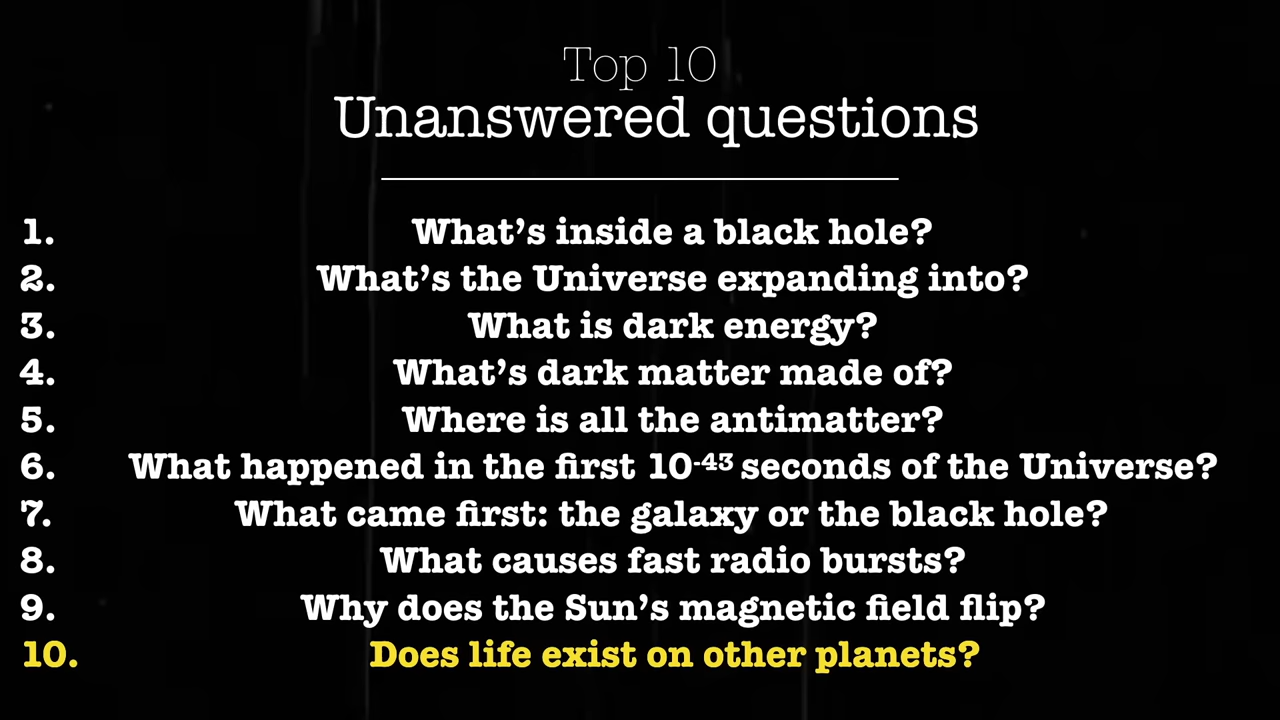 Top 10
Unanswered questions
1. What’s inside a black hole?
2. What’s the Universe expanding into?
3. What is dark energy?
4. What’s dark matter made of?
5. Where is all the antimatter?
6. What happened in the first 10⁻⁴³ seconds of the Universe?
7. What came first: the galaxy or the black hole?
8. What causes fast radio bursts?
9. Why does the Sun’s magnetic field flip?
10. Does life exist on other planets?